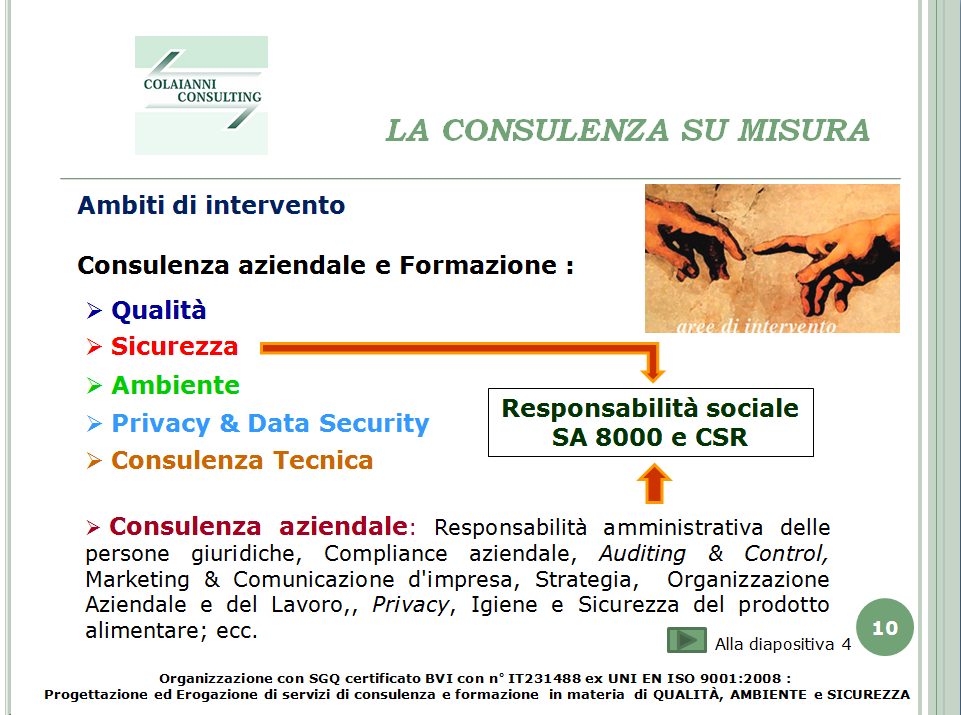 COLAIANNI
CONSULTING
LA CONSULENZA SU MISURA
Ambiti di intervento
Consulenza aziendale e Formazione :
aree di intervento
Qualità
Sicurezza
Ambiente
Privacy & Data Security
Consulenza Tecnica
Responsabilità sociale
SA 8000 e CSR
Consulenza aziendale: Responsabilità amministrativa delle
persone giuridiche, Compliance aziendale, Auditing & Control,
Marketing & Comunicazione d'impresa, Strategia, Organizzazione
Aziendale e del Lavoro,, Privacy, Igiene e Sicurezza del prodotto
alimentare; ecc.
10
Alla diapositiva 4
Organizzazione con SGQ certificato BVI con n° IT231488 ex UNI EN ISO 9001:2008 :
Progettazione ed Erogazione di servizi di consulenza e formazione in materia di QUALITÀ, AMBIENTE e SICUREZZA